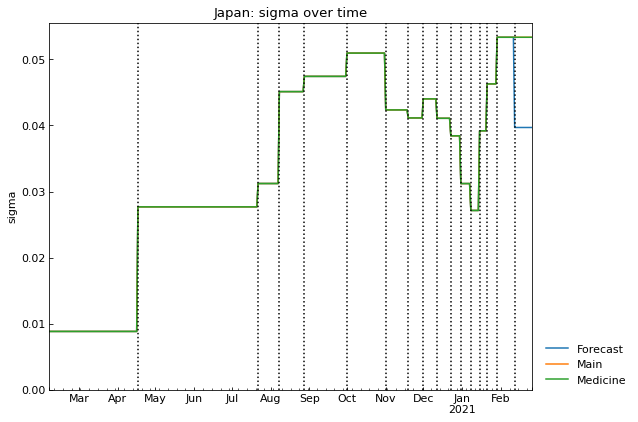 Japan: sigma over time
0.05
0.04
0.03
0.02
0.01
0.00
sigma
Mar Apr May Jun Jul Aug Sep Oct Nov Dec Jan Feb
2021
Forecast
Main
Medicine